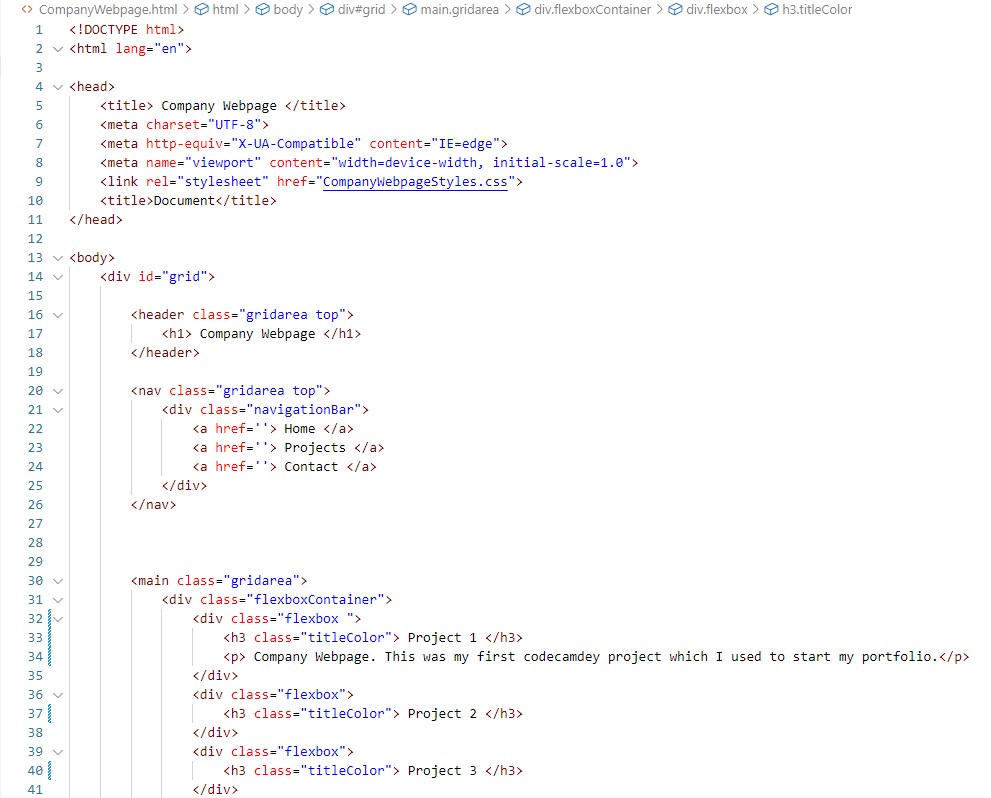 CompanyWebpage.html > html > body > div#grid > main.gridarea > div.flexboxContainer > div.flexbox > h3.titleColor
1 <!DOCTYPE html>
2 <html lang="en">
3
4 <head>
5 <title> Company Webpage </title>
6 <meta charset="UTF-8">
7 <meta http-equiv="X-UA-Compatible" content="IE=edge">
8 <meta name="viewport" content="width=device-width, initial-scale=1.0">
9 <link rel="stylesheet" href="CompanyWebpageStyles.css">
10 <title>Document</title>
11 </head>
12
13 <body>
14 <div id="grid">
15
16 <header class="gridarea top">
17 <h1> Company Webpage </h1>
18 </header>
19
20 <nav class="gridarea top">
21 <div class="navigationBar">
22 <a href=''> Home </a>
23 <a href=''> Projects </a>
24 <a href=''> Contact </a>
25 </div>
26 </nav>
27
28
29
30 <main class="gridarea">
31 <div class="flexboxContainer">
32 <div class="flexbox ">
33 <h3 class="titleColor"> Project 1 </h3>
34 <p> Company Webpage. This was my first codecamdey project which I used to start my portfolio.</p>
35 </div>
36 <div class="flexbox">
37 <h3 class="titleColor"> Project 2 </h3>
38 </div>
39 <div class="flexbox">
40 <h3 class="titleColor"> Project 3 </h3>
41 </div>